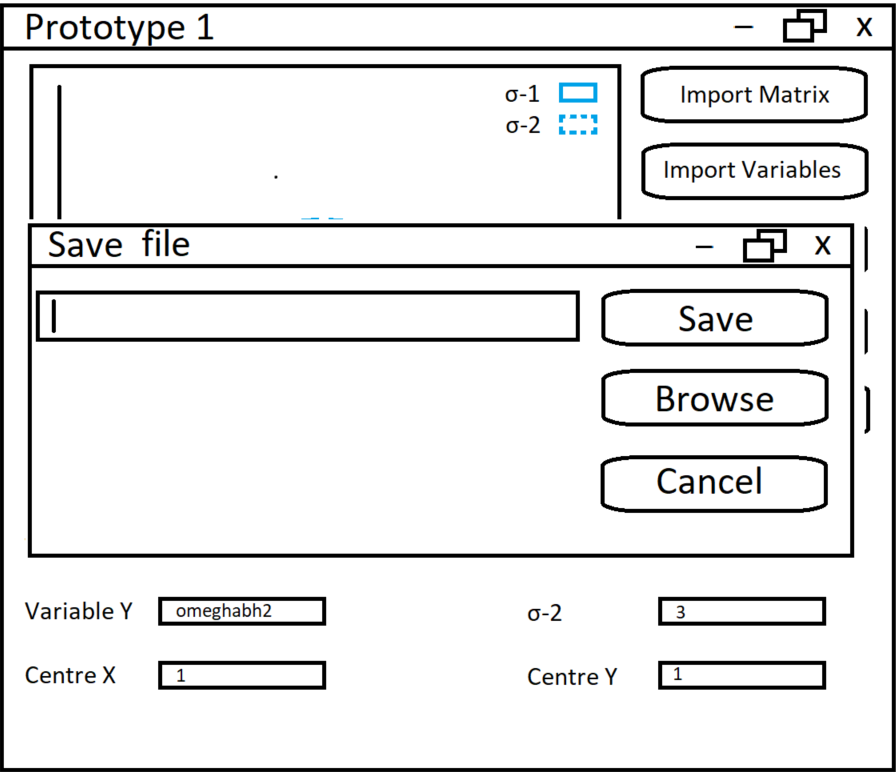 Prototype 1
– X
σ-1
σ-2
Import Matrix
Import Variables
Save file
– X
Save
Browse
Cancel
Variable Y omeghabh2 σ-2 3
Centre X 1 Centre Y 1